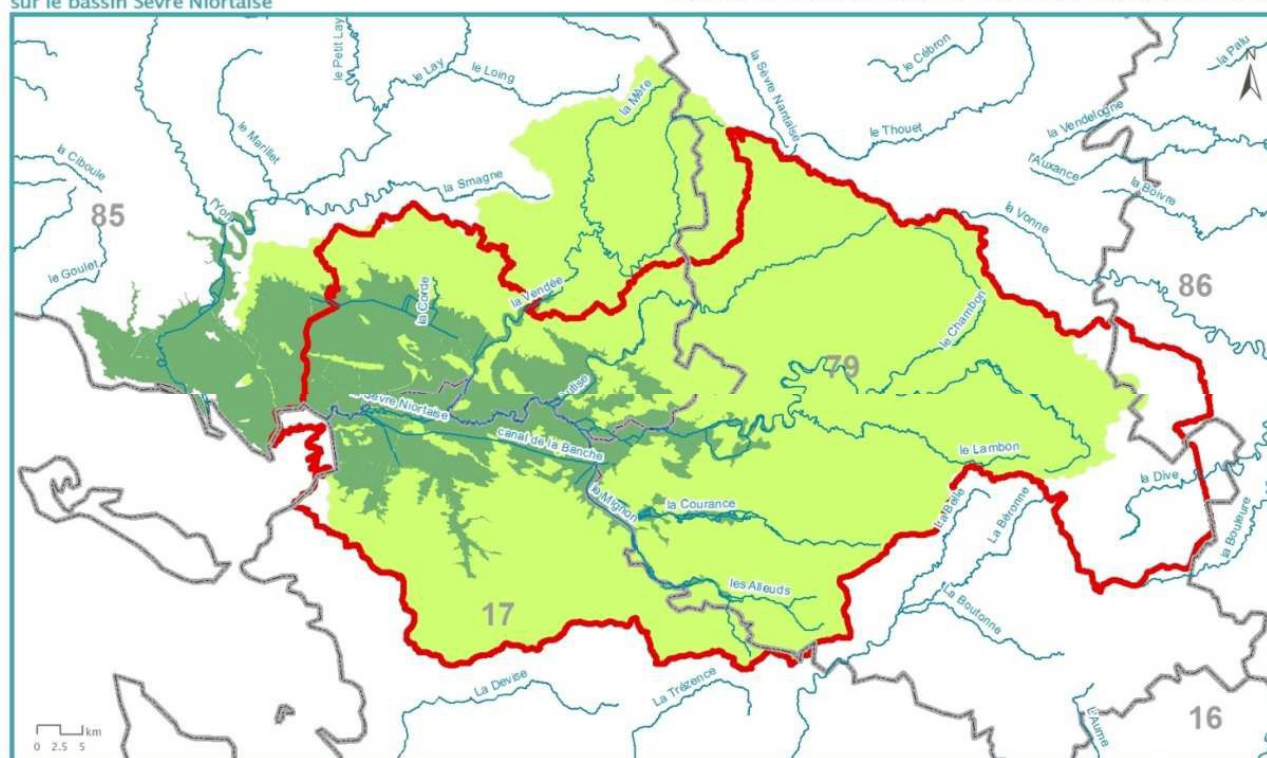 sur le bassin Sèvre Niortaise
le Petit Lay
le Lay
le Loing
la Mère
la Sèvre Nantaise
le Cébron
la Palu
N
le Marillet
le Thouet
la Vendelogne
la Ciboule
l'Auxance
la Boivre
la Smagne
l'Yon
la Vonne
85
le Goulet
86
la Corde
la Vendée
le Chambon
79
l'Autise
Sèvre Niortaise
canal de la Banche
le Lambon
la Dive
le Mignon
la Courance
la Belle
La Béronne
la Bouleure
les Alleuds
17
La Boutonne
La Devise
La Trézence
L'Aume
16
km
0 2.5 5